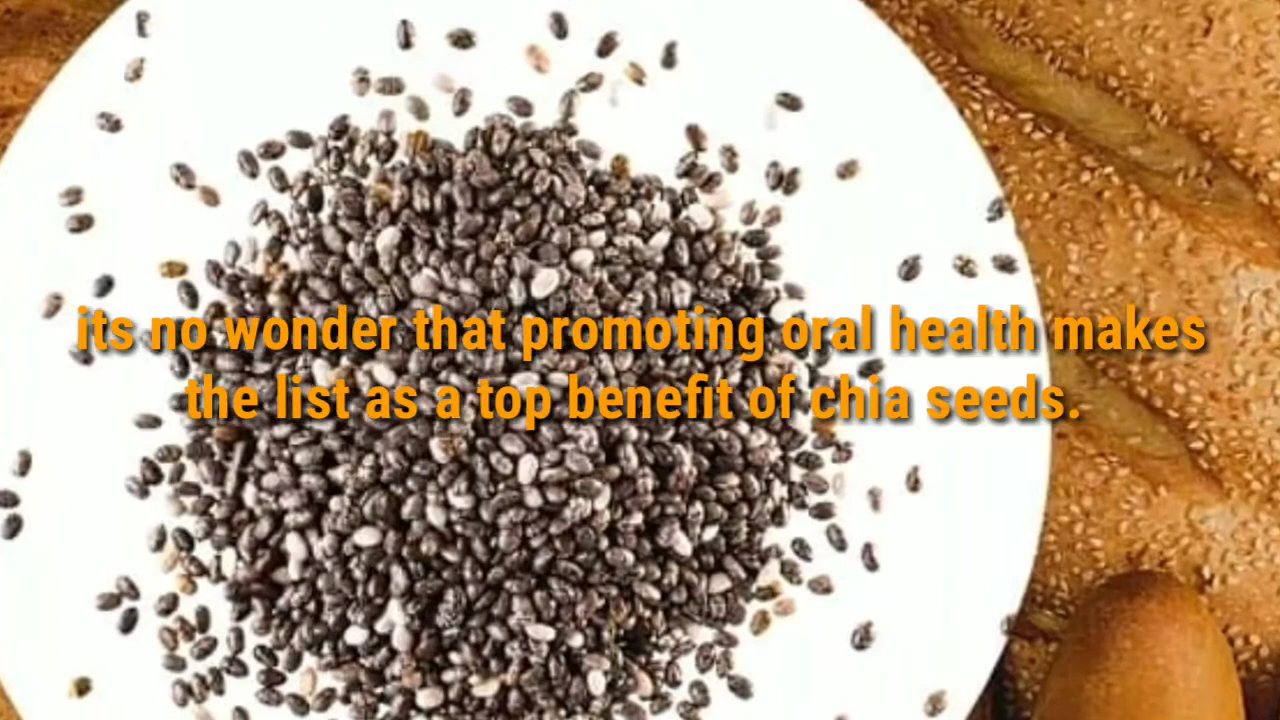 its no wonder that promoting oral health makes
the list as a top benefit of chia seeds.